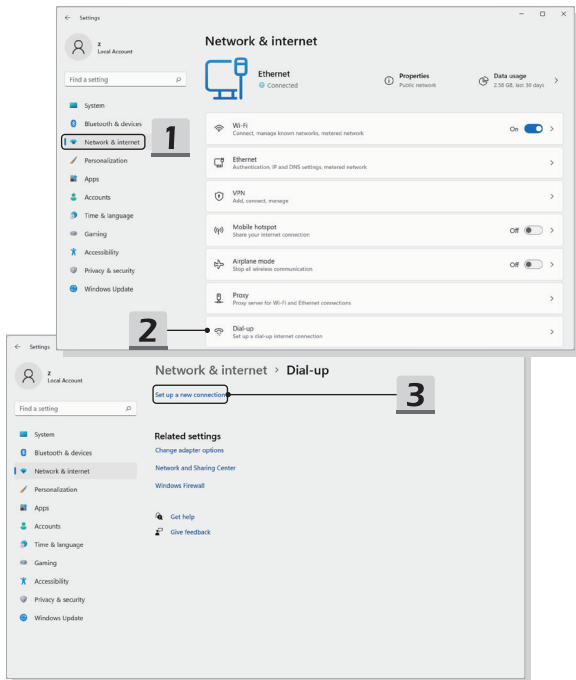 Settings
z
Local Account
Find a setting
System
Bluetooth & devices
Network & internet
Personalization
Apps
Accounts
Time & language
Gaming
Accessibility
Privacy & security
Windows Update
1
2
Network & internet
Ethernet
Connected
Properties
Public network
Data usage
2.58 GB, last 30 days
Wi-Fi
Connect, manage known networks, metered network
On
Ethernet
Authentication, IP and DNS settings, metered network
VPN
Add, connect, manage
Mobile hotspot
Share your internet connection
Off
Airplane mode
Stop all wireless communication
Off
Proxy
Proxy server for Wi-Fi and Ethernet connections
Dial-up
Set up a dial-up internet connection
Settings
z
Local Account
Find a setting
System
Bluetooth & devices
Network & internet
Personalization
Apps
Accounts
Time & language
Gaming
Accessibility
Privacy & security
Windows Update
Network & internet > Dial-up
Set up a new connection
3
Related settings
Change adapter options
Network and Sharing Center
Windows Firewall
Get help
Give feedback